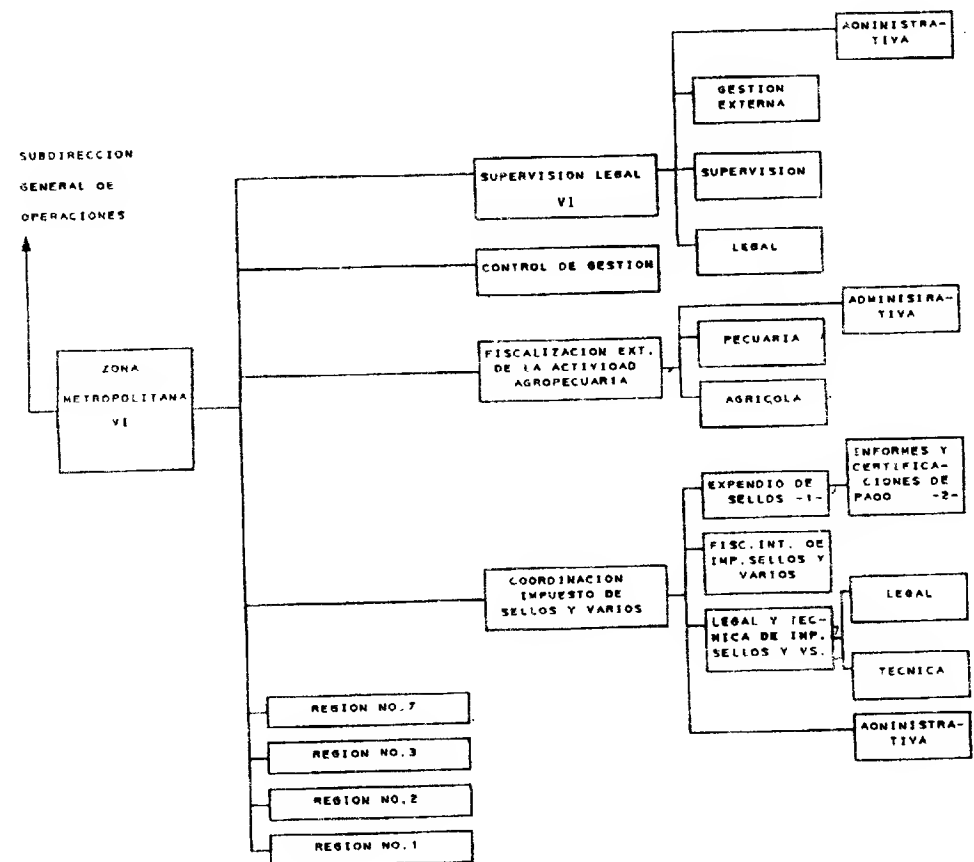 SUBDIRECCION
GENERAL DE
OPERACIONES
ZONA
METROPOLITANA
VI
SUPERVISION LEGAL
VI
ADMINISTRA-
TIVA
GESTION
EXTERNA
SUPERVISION
LEGAL
CONTROL DE GESTION
FISCALIZACION EXT.
DE LA ACTIVIDAD
AGROPECUARIA
ADMINISTRA-
TIVA
PECUARIA
AGRICOLA
COORDINACION
IMPUESTO DE
SELLOS Y VARIOS
EXPENDIO DE
SELLOS -1-
INFORMES Y
CERTIFICA-
CIONES DE
PAGO -2-
FISC.INT. DE
IMP.SELLOS Y
VARIOS
LEGAL Y TEC-
NICA DE IMP.
SELLOS Y VS.
LEGAL
TECNICA
ADMINISTRA-
TIVA
REGION NO.7
REGION NO.3
REGION NO.2
REGION NO.1